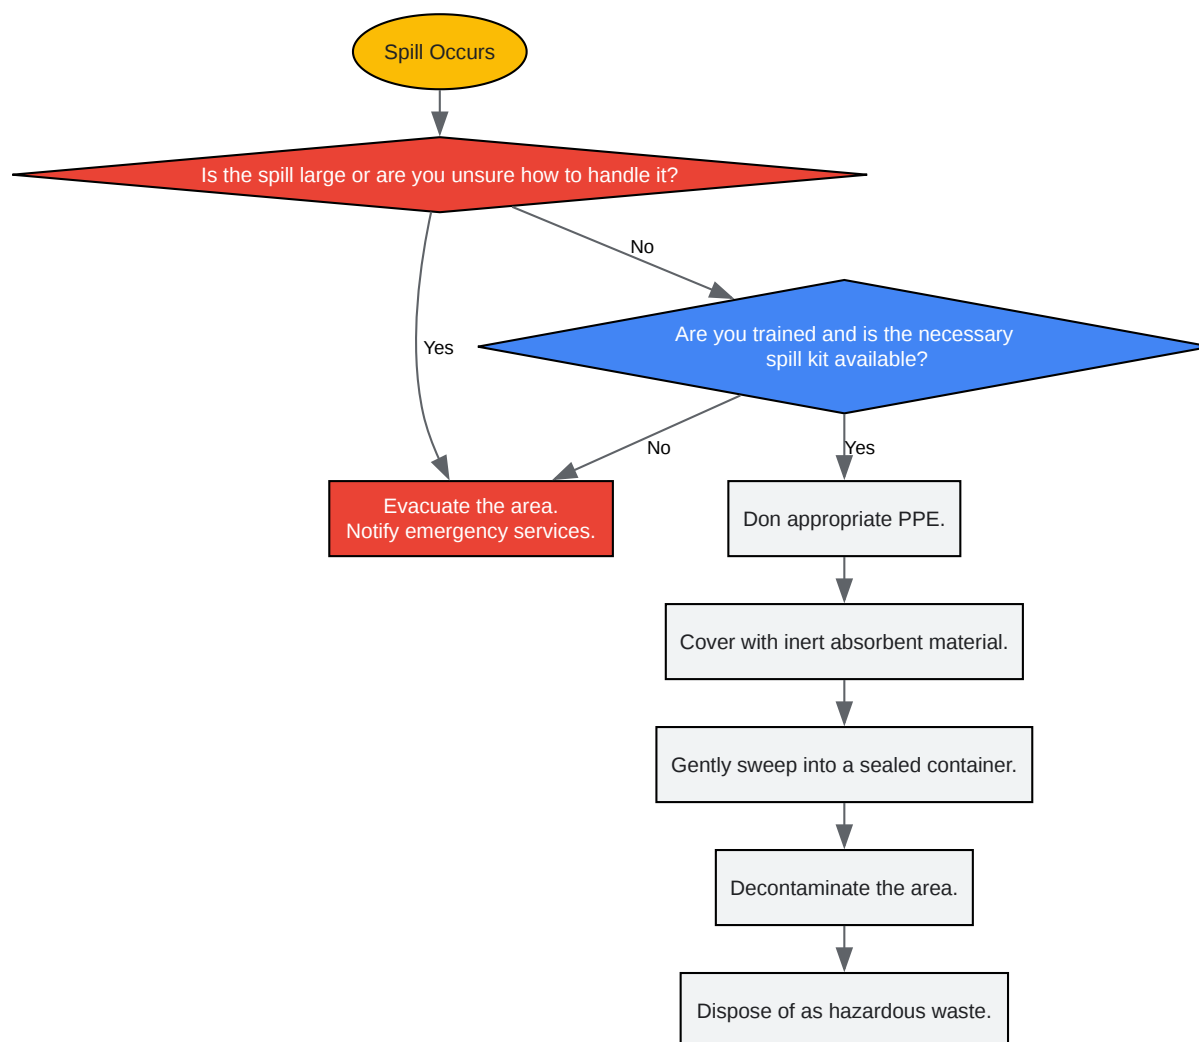 Spill Occurs
Is the spill large or are you unsure how to handle it?
No
Are you trained and is the necessary
spill kit available?
Yes
No
Yes
Evacuate the area.
Notify emergency services.
Don appropriate PPE.
Cover with inert absorbent material.
Gently sweep into a sealed container.
Decontaminate the area.
Dispose of as hazardous waste.